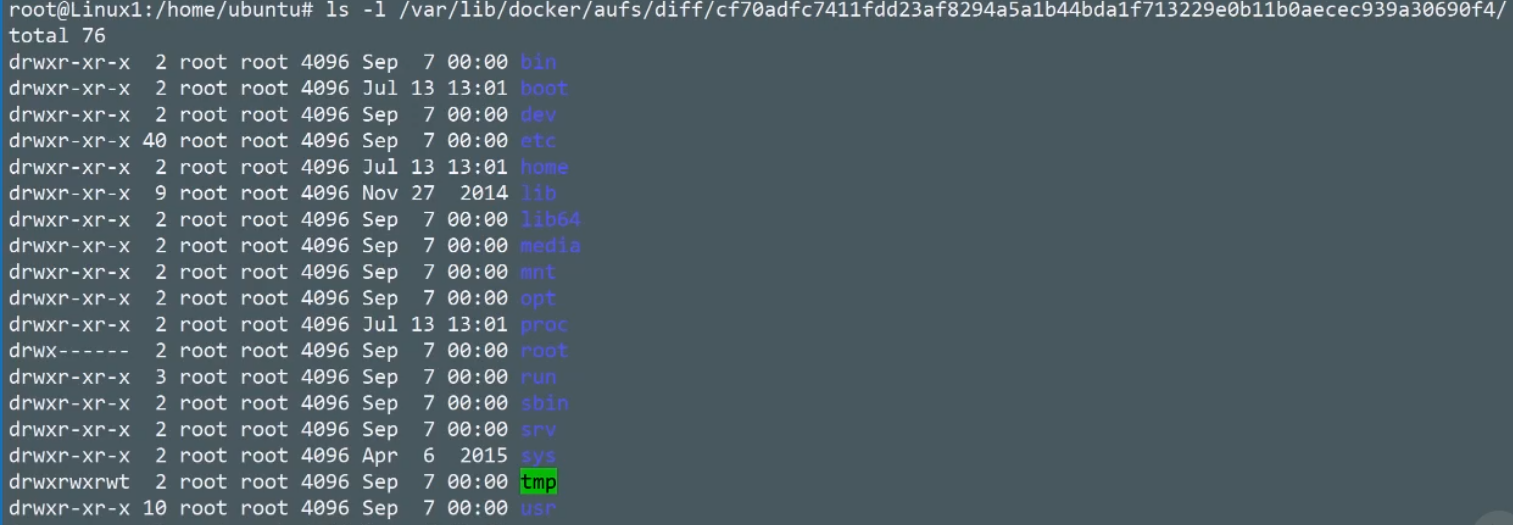 root@Linux1:/home/ubuntu# ls -l /var/lib/docker/aufs/diff/cf70adfc7411fdd23af8294a5a1b44bda1f713229e0b11b0aecec939a30690f4/
total 76
drwxr-xr-x  2 root root 4096 Sep  7 00:00 bin
drwxr-xr-x  2 root root 4096 Jul 13 13:01 boot
drwxr-xr-x  2 root root 4096 Sep  7 00:00 dev
drwxr-xr-x 40 root root 4096 Sep  7 00:00 etc
drwxr-xr-x  2 root root 4096 Jul 13 13:01 home
drwxr-xr-x  9 root root 4096 Nov 27  2014 lib
drwxr-xr-x  2 root root 4096 Sep  7 00:00 lib64
drwxr-xr-x  2 root root 4096 Sep  7 00:00 media
drwxr-xr-x  2 root root 4096 Sep  7 00:00 mnt
drwxr-xr-x  2 root root 4096 Sep  7 00:00 opt
drwxr-xr-x  2 root root 4096 Jul 13 13:01 proc
drwx------  2 root root 4096 Sep  7 00:00 root
drwxr-xr-x  3 root root 4096 Sep  7 00:00 run
drwxr-xr-x  2 root root 4096 Sep  7 00:00 sbin
drwxr-xr-x  2 root root 4096 Sep  7 00:00 srv
drwxr-xr-x  2 root root 4096 Apr  6  2015 sys
drwxrwxrwt  2 root root 4096 Sep  7 00:00 tmp
drwxr-xr-x 10 root root 4096 Sep  7 00:00 usr